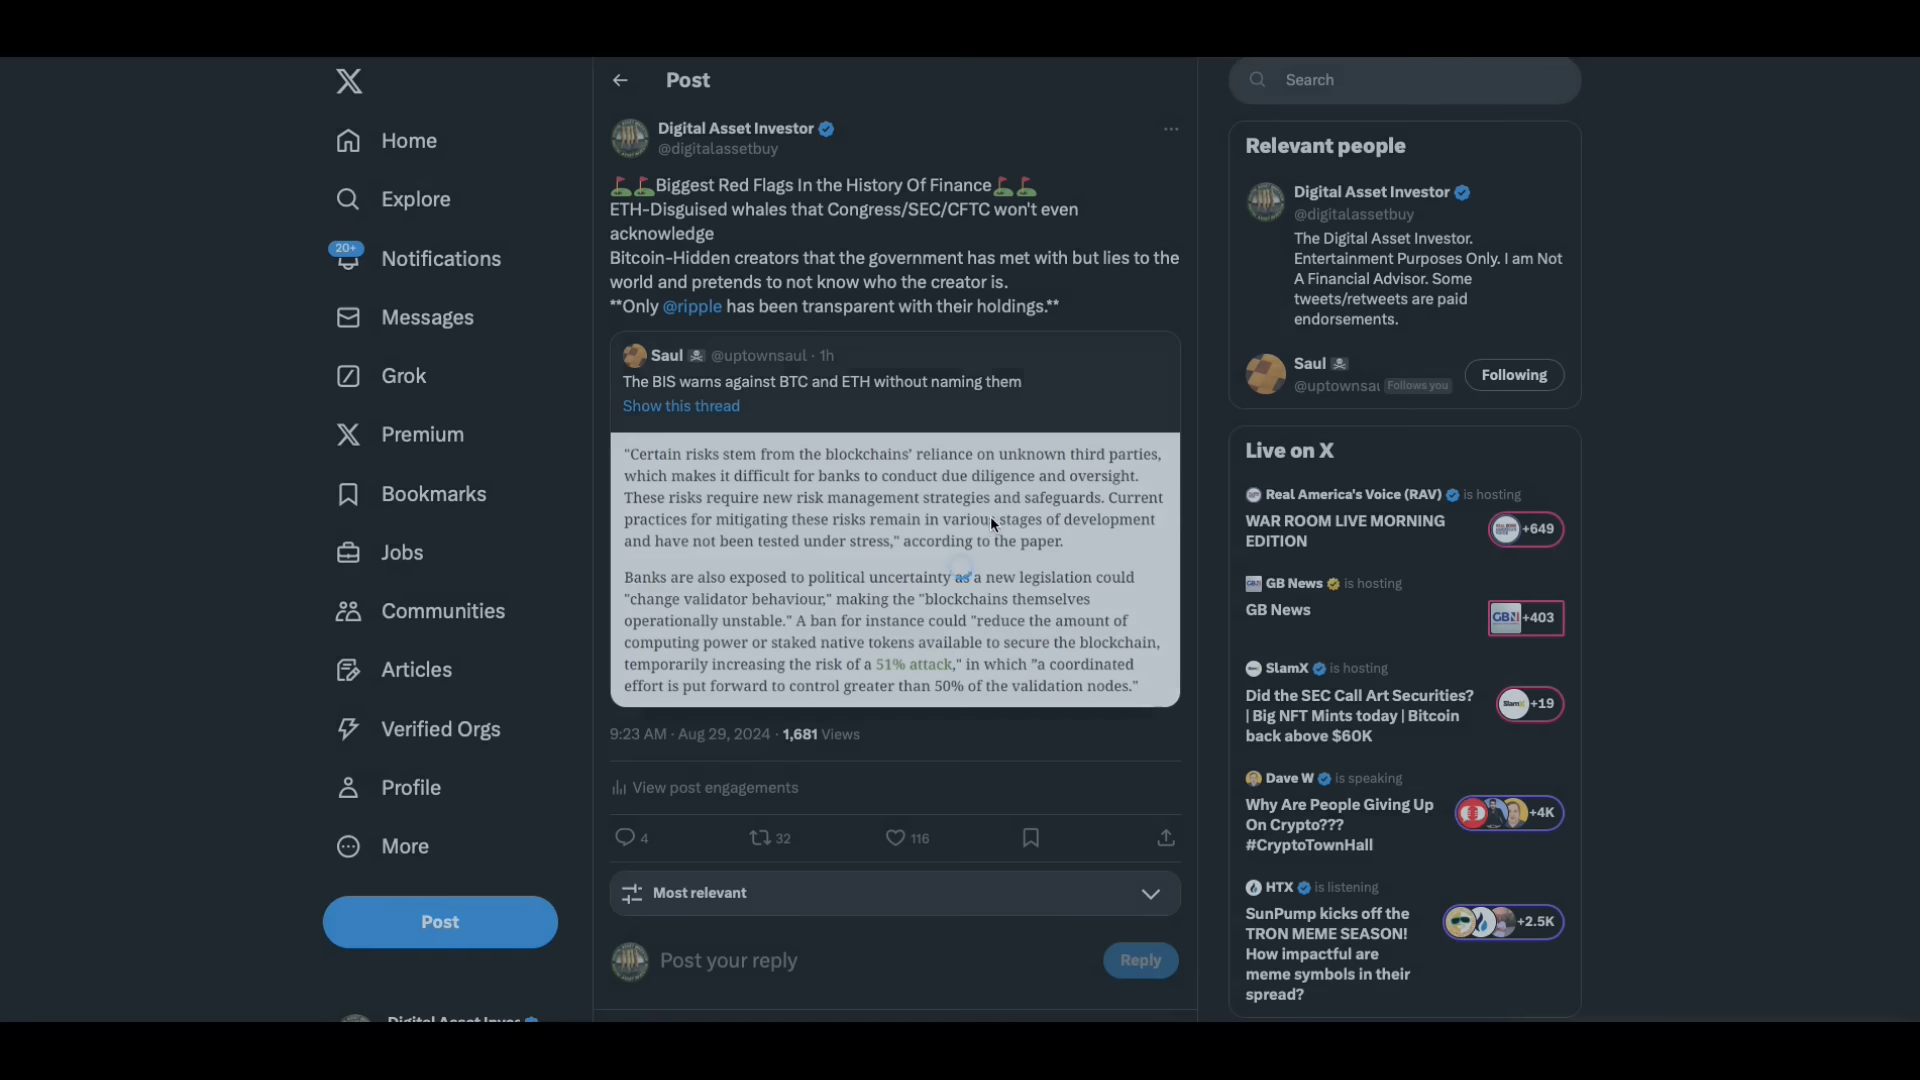 Home
Explore
20+
Notifications
Messages
Grok
Premium
Bookmarks
Jobs
Communities
Articles
Verified Orgs
Profile
More
Post
Post
Digital Asset Investor
@digitalassetbuy
Biggest Red Flags In the History Of Finance
ETH-Disguised whales that Congress/SEC/CFTC won't even
acknowledge
Bitcoin-Hidden creators that the government has met with but lies to the
world and pretends to not know who the creator is.
**Only @ripple has been transparent with their holdings.**
Saul @uptownsaul · 1h
The BIS warns against BTC and ETH without naming them
Show this thread
"Certain risks stem from the blockchains' reliance on unknown third parties,
which makes it difficult for banks to conduct due diligence and oversight.
These risks require new risk management strategies and safeguards. Current
practices for mitigating these risks remain in various stages of development
and have not been tested under stress," according to the paper.
Banks are also exposed to political uncertainty as a new legislation could
"change validator behaviour," making the "blockchains themselves
operationally unstable." A ban for instance could "reduce the amount of
computing power or staked native tokens available to secure the blockchain,
temporarily increasing the risk of a 51% attack," in which "a coordinated
effort is put forward to control greater than 50% of the validation nodes."
9:23 AM · Aug 29, 2024 · 1,681 Views
View post engagements
4 32 116
Most relevant
Post your reply
Reply
Search
Relevant people
Digital Asset Investor
@digitalassetbuy
The Digital Asset Investor.
Entertainment Purposes Only. I am Not
A Financial Advisor. Some
tweets/retweets are paid
endorsements.
Saul
@uptownsau Follows you
Following
Live on X
Real America's Voice (RAV) is hosting
WAR ROOM LIVE MORNING
EDITION
+649
GB News is hosting
GB News
GBN +403
SlamX is hosting
Did the SEC Call Art Securities?
| Big NFT Mints today | Bitcoin
back above $60K
SlamX +19
Dave W is speaking
Why Are People Giving Up
On Crypto???
#CryptoTownHall
+4K
HTX is listening
SunPump kicks off the
TRON MEME SEASON!
How impactful are
meme symbols in their
spread?
+2.5K